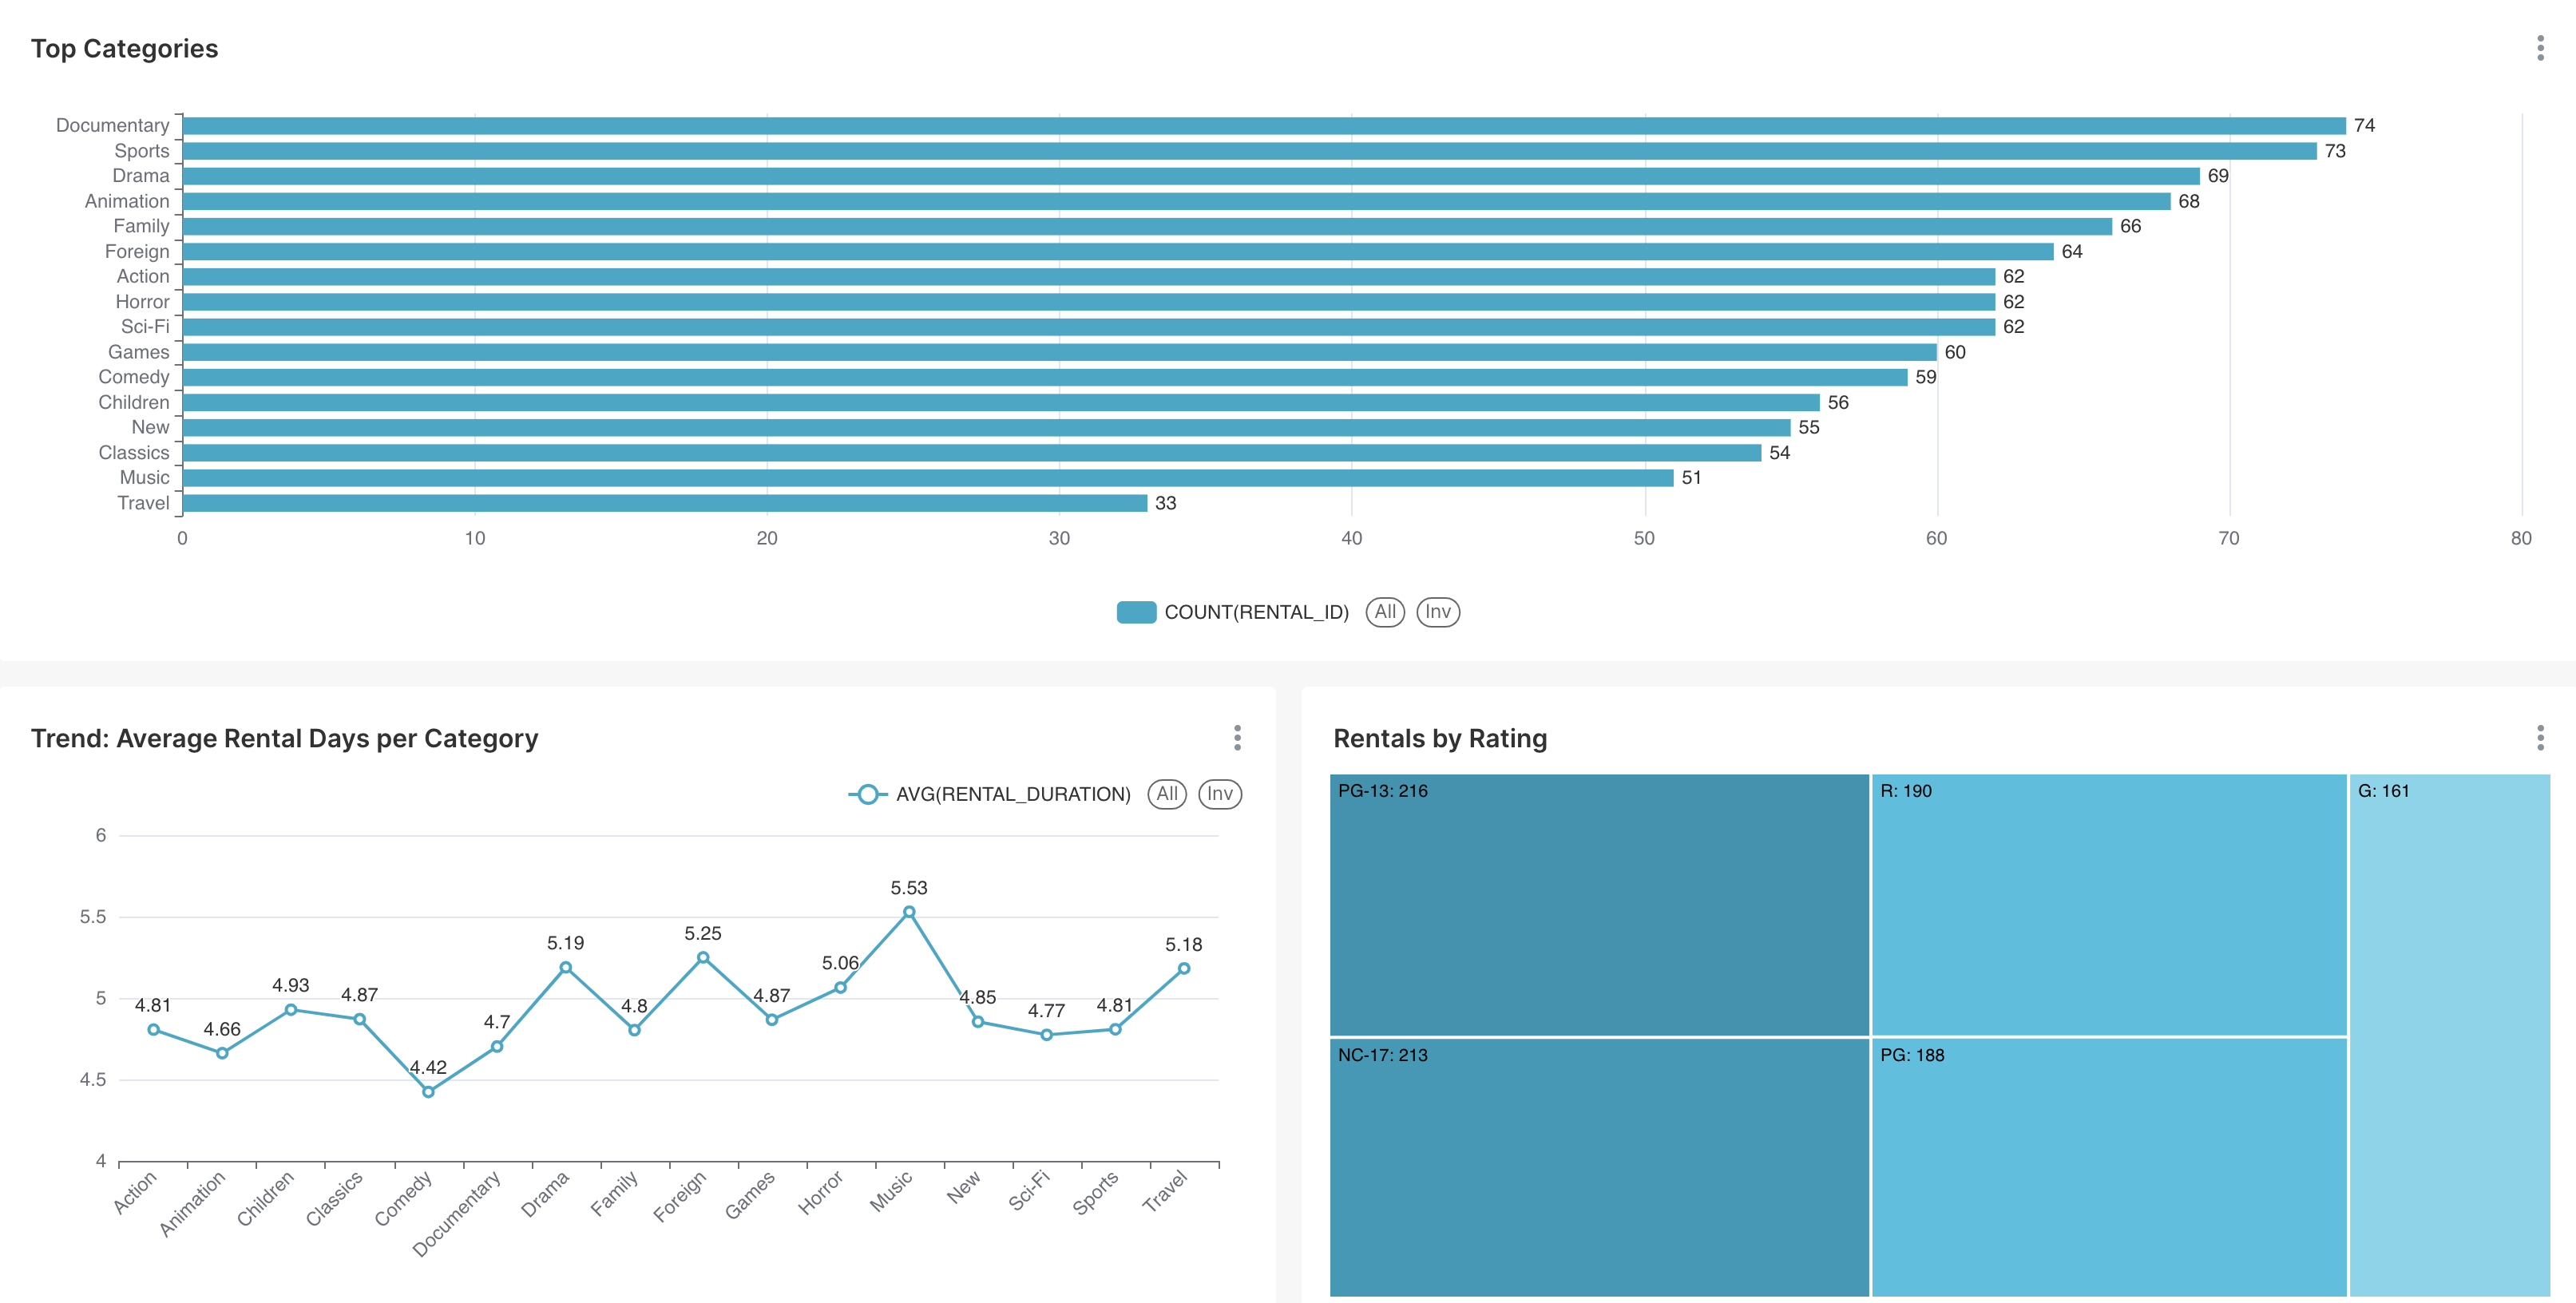 Top Categories
Documentary 74
Sports 73
Drama 69
Animation 68
Family 66
Foreign 64
Action 62
Horror 62
Sci-Fi 62
Games 60
Comedy 59
Children 56
New 55
Classics 54
Music 51
Travel 33
0 10 20 30 40 50 60 70 80
COUNT(RENTAL_ID) All Inv
Trend: Average Rental Days per Category
AVG(RENTAL_DURATION) All Inv
6
5.5
5
4.5
4
4.81 4.66 4.93 4.87 4.42 4.7 5.19 4.8 5.25 4.87 5.06 5.53 4.85 4.77 4.81 5.18
Action Animation Children Classics Comedy Documentary Drama Family Foreign Games Horror Music New Sci-Fi Sports Travel
Rentals by Rating
PG-13: 216
R: 190
G: 161
NC-17: 213
PG: 188